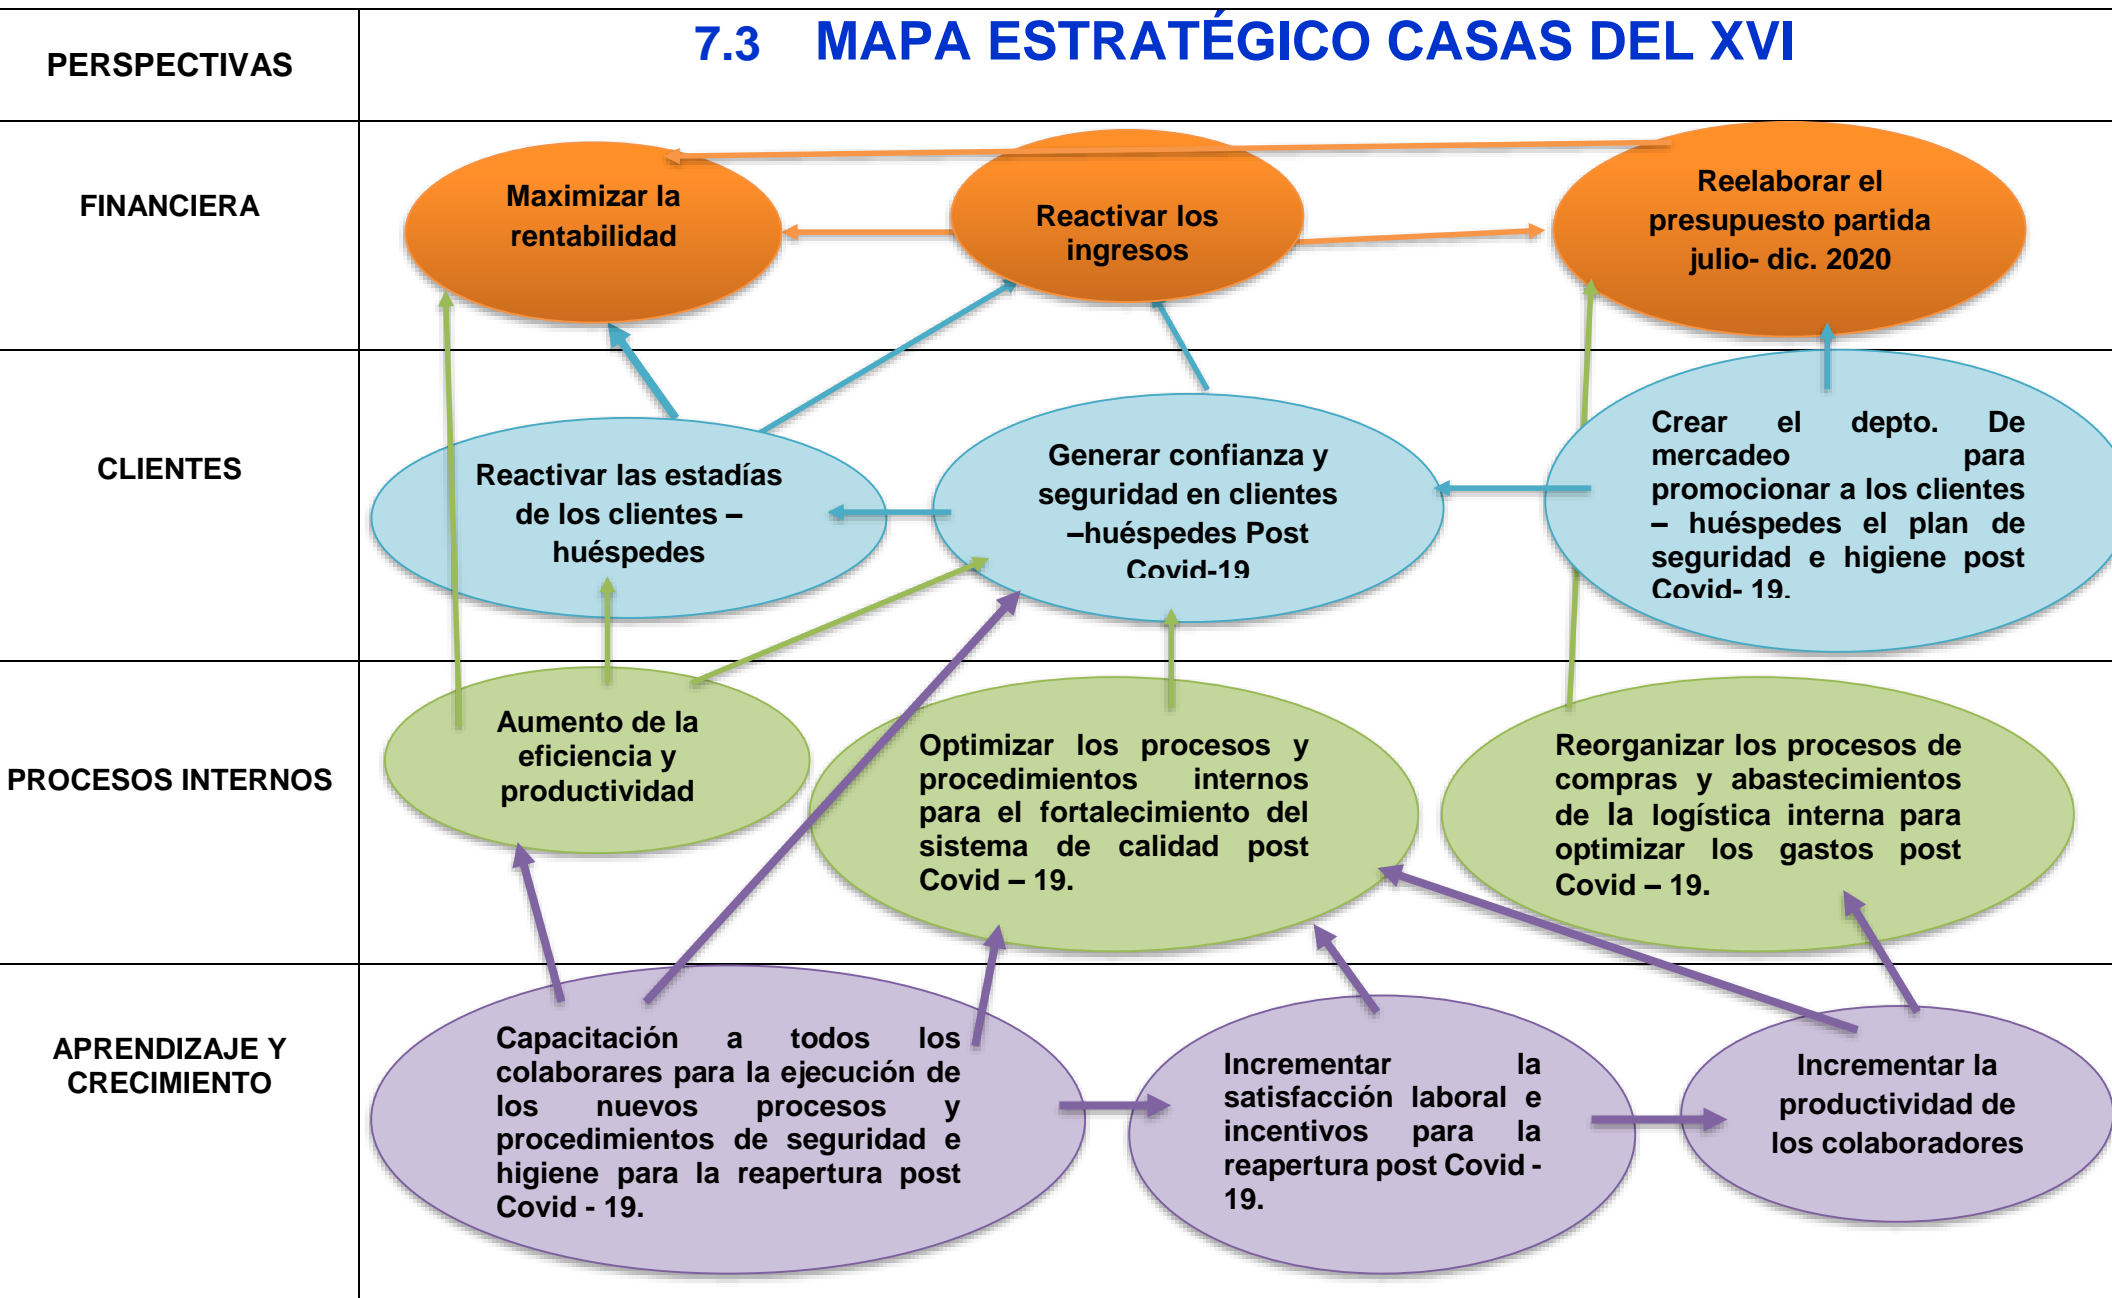 PERSPECTIVAS
7.3 MAPA ESTRATÉGICO CASAS DEL XVI
FINANCIERA
Maximizar la
rentabilidad
Reactivar los
ingresos
Reelaborar el
presupuesto partida
julio- dic. 2020
CLIENTES
Reactivar las estadías
de los clientes –
huéspedes
Generar confianza y
seguridad en clientes
–huéspedes Post
Covid-19
Crear el depto. De
mercadeo para
promocionar a los clientes
– huéspedes el plan de
seguridad e higiene post
Covid- 19.
PROCESOS INTERNOS
Aumento de la
eficiencia y
productividad
Optimizar los procesos y
procedimientos internos
para el fortalecimiento del
sistema de calidad post
Covid – 19.
Reorganizar los procesos de
compras y abastecimientos
de la logística interna para
optimizar los gastos post
Covid – 19.
APRENDIZAJE Y
CRECIMIENTO
Capacitación a todos los
colaborares para la ejecución de
los nuevos procesos y
procedimientos de seguridad e
higiene para la reapertura post
Covid - 19.
Incrementar la
satisfacción laboral e
incentivos para la
reapertura post Covid -
19.
Incrementar la
productividad de
los colaboradores